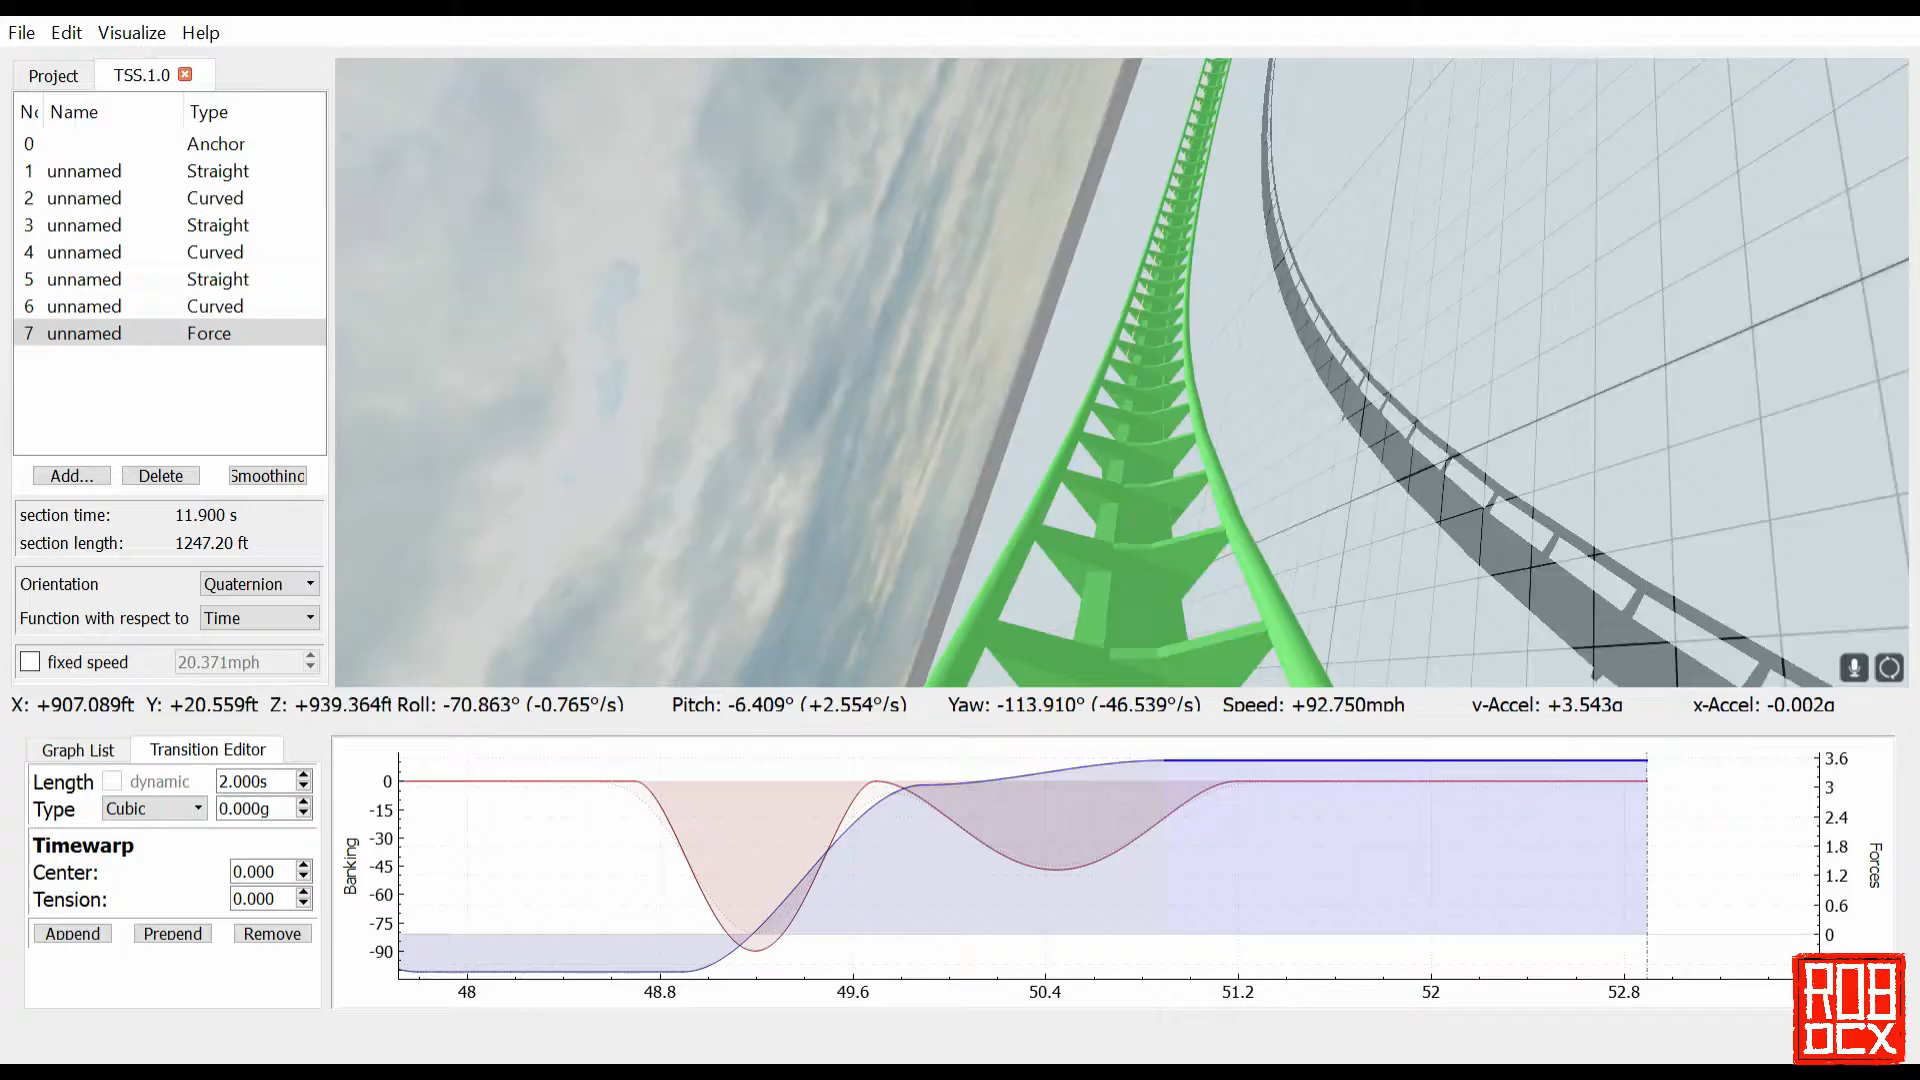 File Edit Visualize Help
Project TSS.1.0
Nc Name Type
0 Anchor
1 unnamed Straight
2 unnamed Curved
3 unnamed Straight
4 unnamed Curved
5 unnamed Straight
6 unnamed Curved
7 unnamed Force
Add... Delete Smoothing
section time: 11.900 s
section length: 1247.20 ft
Orientation Quaternion
Function with respect to Time
fixed speed 20.371mph
X: +907.089ft Y: +20.559ft Z: +939.364ft Roll: -70.863° (-0.765°/s) Pitch: -6.409° (+2.554°/s) Yaw: -113.910° (-46.539°/s) Speed: +92.750mph y-Accel: +3.543g x-Accel: -0.002g
Graph List Transition Editor
Length dynamic 2.000s
Type Cubic 0.000g
Timewarp
Center: 0.000
Tension: 0.000
Append Prepend Remove
Banking
0
-15
-30
-45
-60
-75
-90
48 48.8 49.6 50.4 51.2 52 52.8
3.6
3
2.4
1.8
1.2
0.6
0
Forces